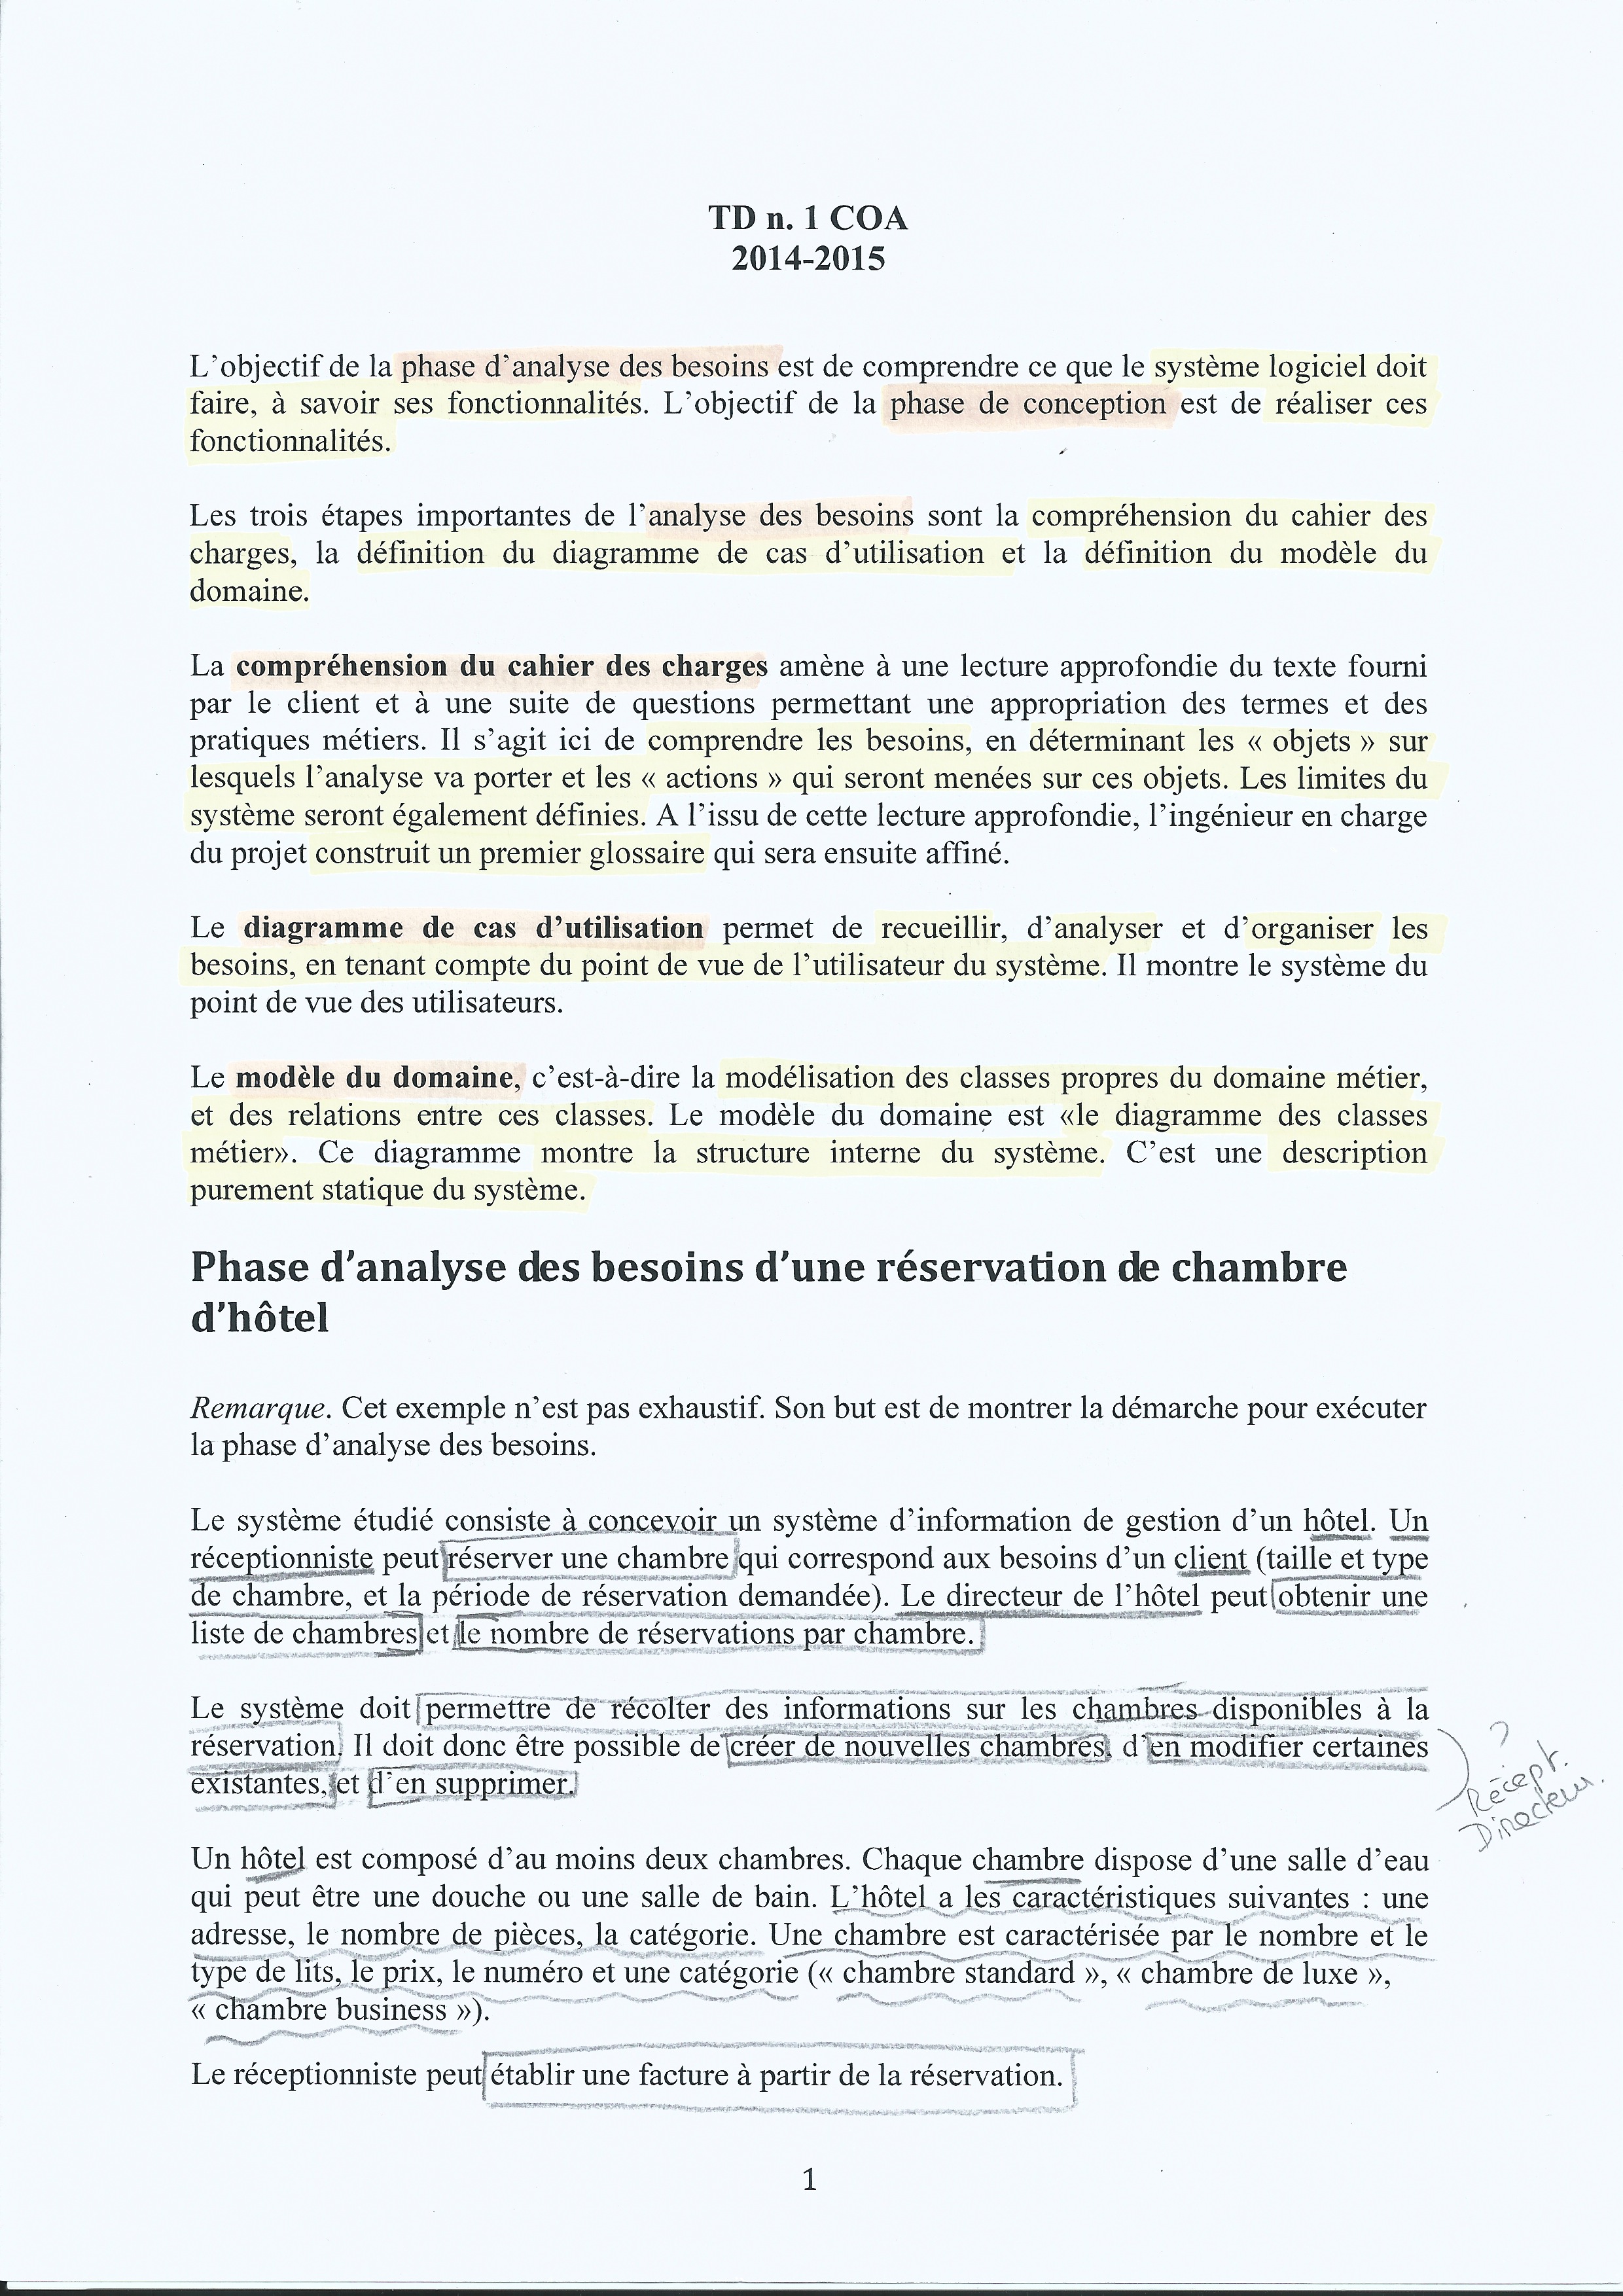 TD n. 1 COA
2014-2015
L'objectif de la phase d'analyse des besoins est de comprendre ce que le système logiciel doit
faire, à savoir ses fonctionnalités. L'objectif de la phase de conception est de réaliser ces
fonctionnalités.
Les trois étapes importantes de l'analyse des besoins sont la compréhension du cahier des
charges, la définition du diagramme de cas d'utilisation et la définition du modèle du
domaine.
La compréhension du cahier des charges amène à une lecture approfondie du texte fourni
par le client et à une suite de questions permettant une appropriation des termes et des
pratiques métiers. Il s'agit ici de comprendre les besoins, en déterminant les « objets » sur
lesquels l'analyse va porter et les « actions » qui seront menées sur ces objets. Les limites du
système seront également définies. A l'issu de cette lecture approfondie, l'ingénieur en charge
du projet construit un premier glossaire qui sera ensuite affiné.
Le diagramme de cas d'utilisation permet de recueillir, d'analyser et d'organiser les
besoins, en tenant compte du point de vue de l'utilisateur du système. Il montre le système du
point de vue des utilisateurs.
Le modèle du domaine, c'est-à-dire la modélisation des classes propres du domaine métier,
et des relations entre ces classes. Le modèle du domaine est «le diagramme des classes
métier». Ce diagramme montre la structure interne du système. C'est une description
purement statique du système.
Phase d'analyse des besoins d'une réservation de chambre
d'hôtel
Remarque. Cet exemple n'est pas exhaustif. Son but est de montrer la démarche pour exécuter
la phase d'analyse des besoins.
Le système étudié consiste à concevoir un système d'information de gestion d'un hôtel. Un
réceptionniste peut réserver une chambre qui correspond aux besoins d'un client (taille et type
de chambre, et la période de réservation demandée). Le directeur de l'hôtel peut obtenir une
liste de chambres et le nombre de réservations par chambre.
Le système doit permettre de récolter des informations sur les chambres disponibles à la
réservation. Il doit donc être possible de créer de nouvelles chambres, d'en modifier certaines
existantes, et d'en supprimer.
?
Récept.
Directeur.
Un hôtel est composé d'au moins deux chambres. Chaque chambre dispose d'une salle d'eau
qui peut être une douche ou une salle de bain. L'hôtel a les caractéristiques suivantes : une
adresse, le nombre de pièces, la catégorie. Une chambre est caractérisée par le nombre et le
type de lits, le prix, le numéro et une catégorie (« chambre standard », « chambre de luxe »,
« chambre business »).
Le réceptionniste peut établir une facture à partir de la réservation.
1